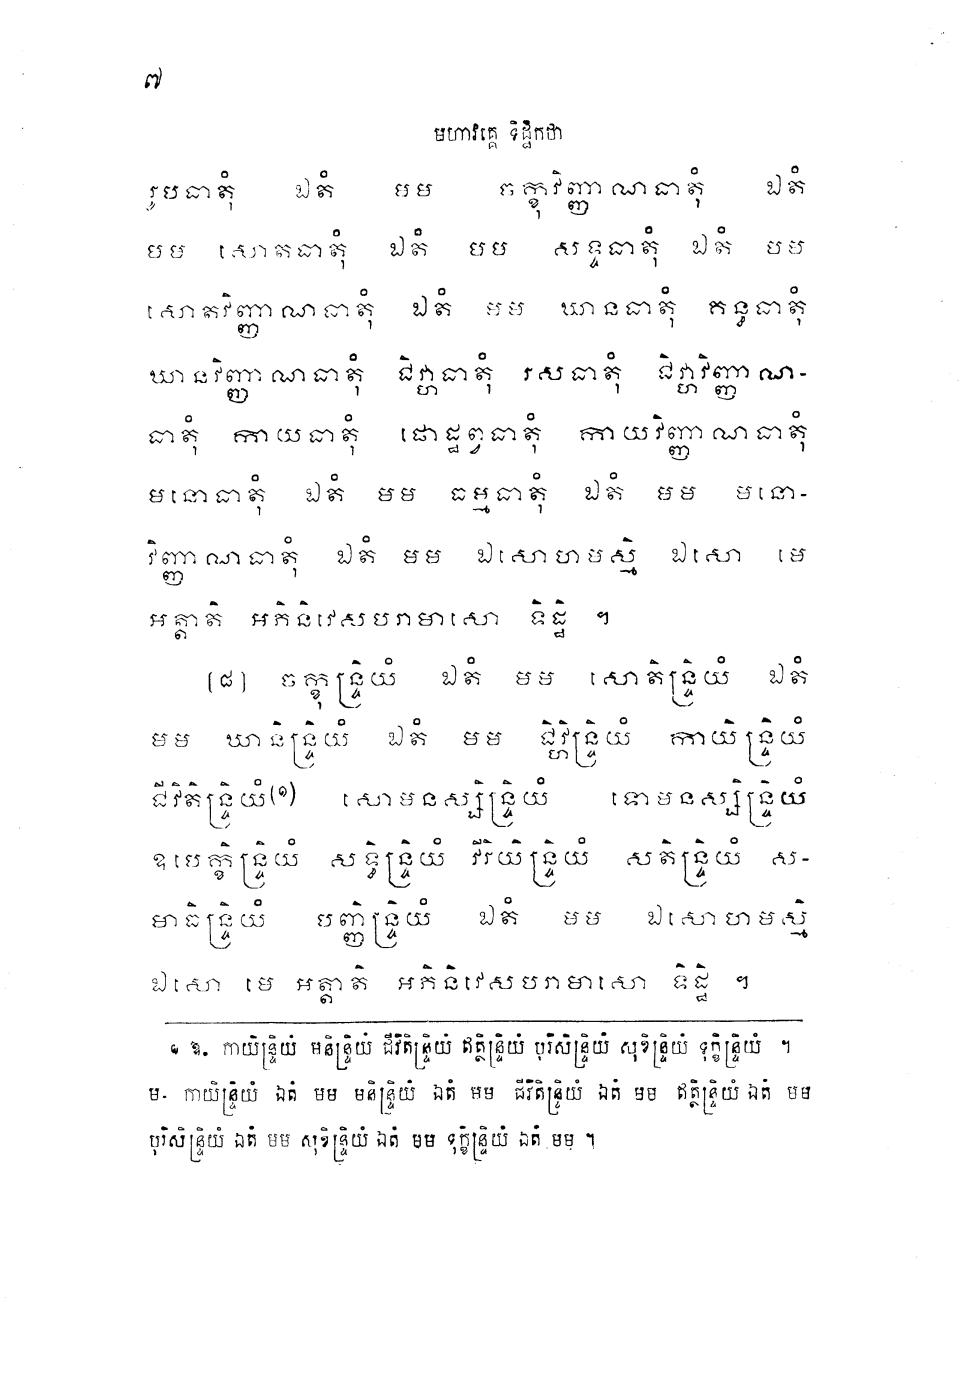 ៧
មហាវគ្គេ ទិដ្ឋិកថា
រូបធាតុំ ឯតំ មម ចក្ខុវិញ្ញាណធាតុំ ឯតំ
មម សោតធាតុំ ឯតំ មម សទ្ទធាតុំ ឯតំ មម
សោតវិញ្ញាណធាតុំ ឯតំ មម ឃានធាតុំ គន្ធធាតុំ
ឃានវិញ្ញាណធាតុំ ជិវ្ហាធាតុំ រសធាតុំ ជិវ្ហាវិញ្ញាណ-
ធាតុំ កាយធាតុំ ផោដ្ឋព្វធាតុំ កាយវិញ្ញាណធាតុំ
មនោធាតុំ ឯតំ មម ធម្មធាតុំ ឯតំ មម មនោ-
វិញ្ញាណធាតុំ ឯតំ មម ឯសោហមស្មិ ឯសោ មេ
អត្តាតិ អភិនិវេសបរាមាសោ ទិដ្ឋិ ។
[៨] ចក្ខុន្ទ្រិយំ ឯតំ មម សោតិន្ទ្រិយំ ឯតំ
មម ឃានិន្ទ្រិយំ ឯតំ មម ជិវ្ហិន្ទ្រិយំ កាយិន្ទ្រិយំ
ជីវិតិន្ទ្រិយំ(១) សោមនស្សិន្ទ្រិយំ ទោមនស្សិន្ទ្រិយំ
ឧបេក្ខិន្ទ្រិយំ សទ្ធិន្ទ្រិយំ វីរិយិន្ទ្រិយំ សតិន្ទ្រិយំ ស-
មាធិន្ទ្រិយំ បញ្ញិន្ទ្រិយំ ឯតំ មម ឯសោហមស្មិ
ឯសោ មេ អត្តាតិ អភិនិវេសបរាមាសោ ទិដ្ឋិ ។
១ ឱ. កាយិន្ទ្រិយំ មនិន្ទ្រិយំ ជីវិតិន្ទ្រិយំ ឥត្ថិន្ទ្រិយំ បុរិសិន្ទ្រិយំ សុខិន្ទ្រិយំ ទុក្ខិន្ទ្រិយំ ។
ម. កាយិន្ទ្រិយំ ឯតំ មម មនិន្ទ្រិយំ ឯតំ មម ជីវិតិន្ទ្រិយំ ឯតំ មម ឥត្ថិន្ទ្រិយំ ឯតំ មម
បុរិសិន្ទ្រិយំ ឯតំ មម សុខិន្ទ្រិយំ ឯតំ មម ទុក្ខិន្ទ្រិយំ ឯតំ មម ។